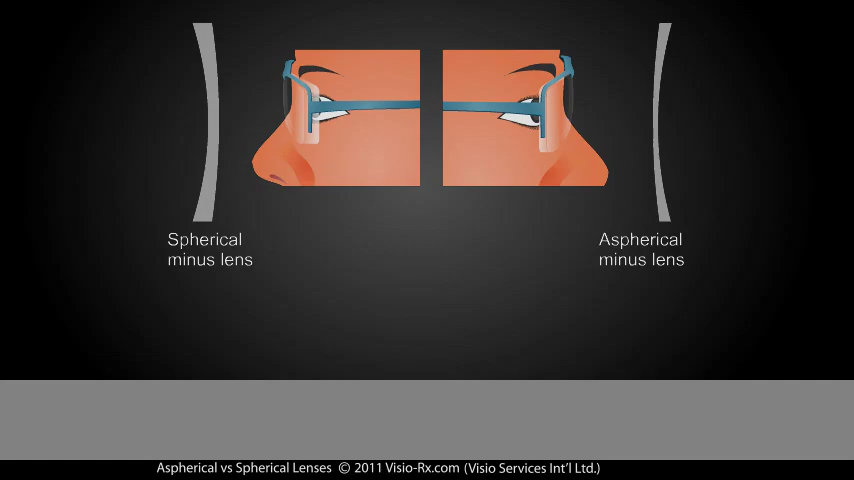 Spherical
minus lens
Aspherical
minus lens
Aspherical vs Spherical Lenses © 2011 Visio-Rx.com (Visio Services Int'l Ltd.)